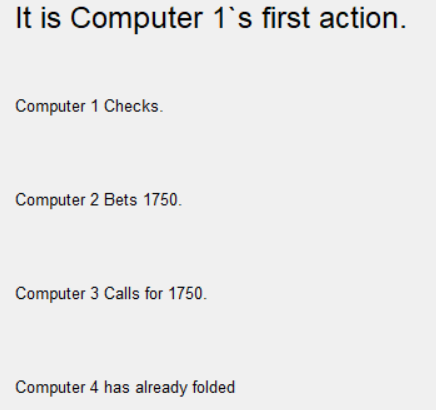 It is Computer 1`s first action.
Computer 1 Checks.
Computer 2 Bets 1750.
Computer 3 Calls for 1750.
Computer 4 has already folded